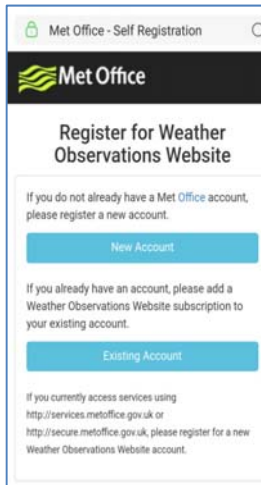 Met Office - Self Registration
Met Office
Register for Weather
Observations Website
If you do not already have a Met Office account,
please register a new account.
New Account
If you already have an account, please add a
Weather Observations Website subscription to
your existing account.
Existing Account
If you currently access services using
http://services.metoffice.gov.uk or
http://secure.metoffice.gov.uk, please register for a new
Weather Observations Website account.